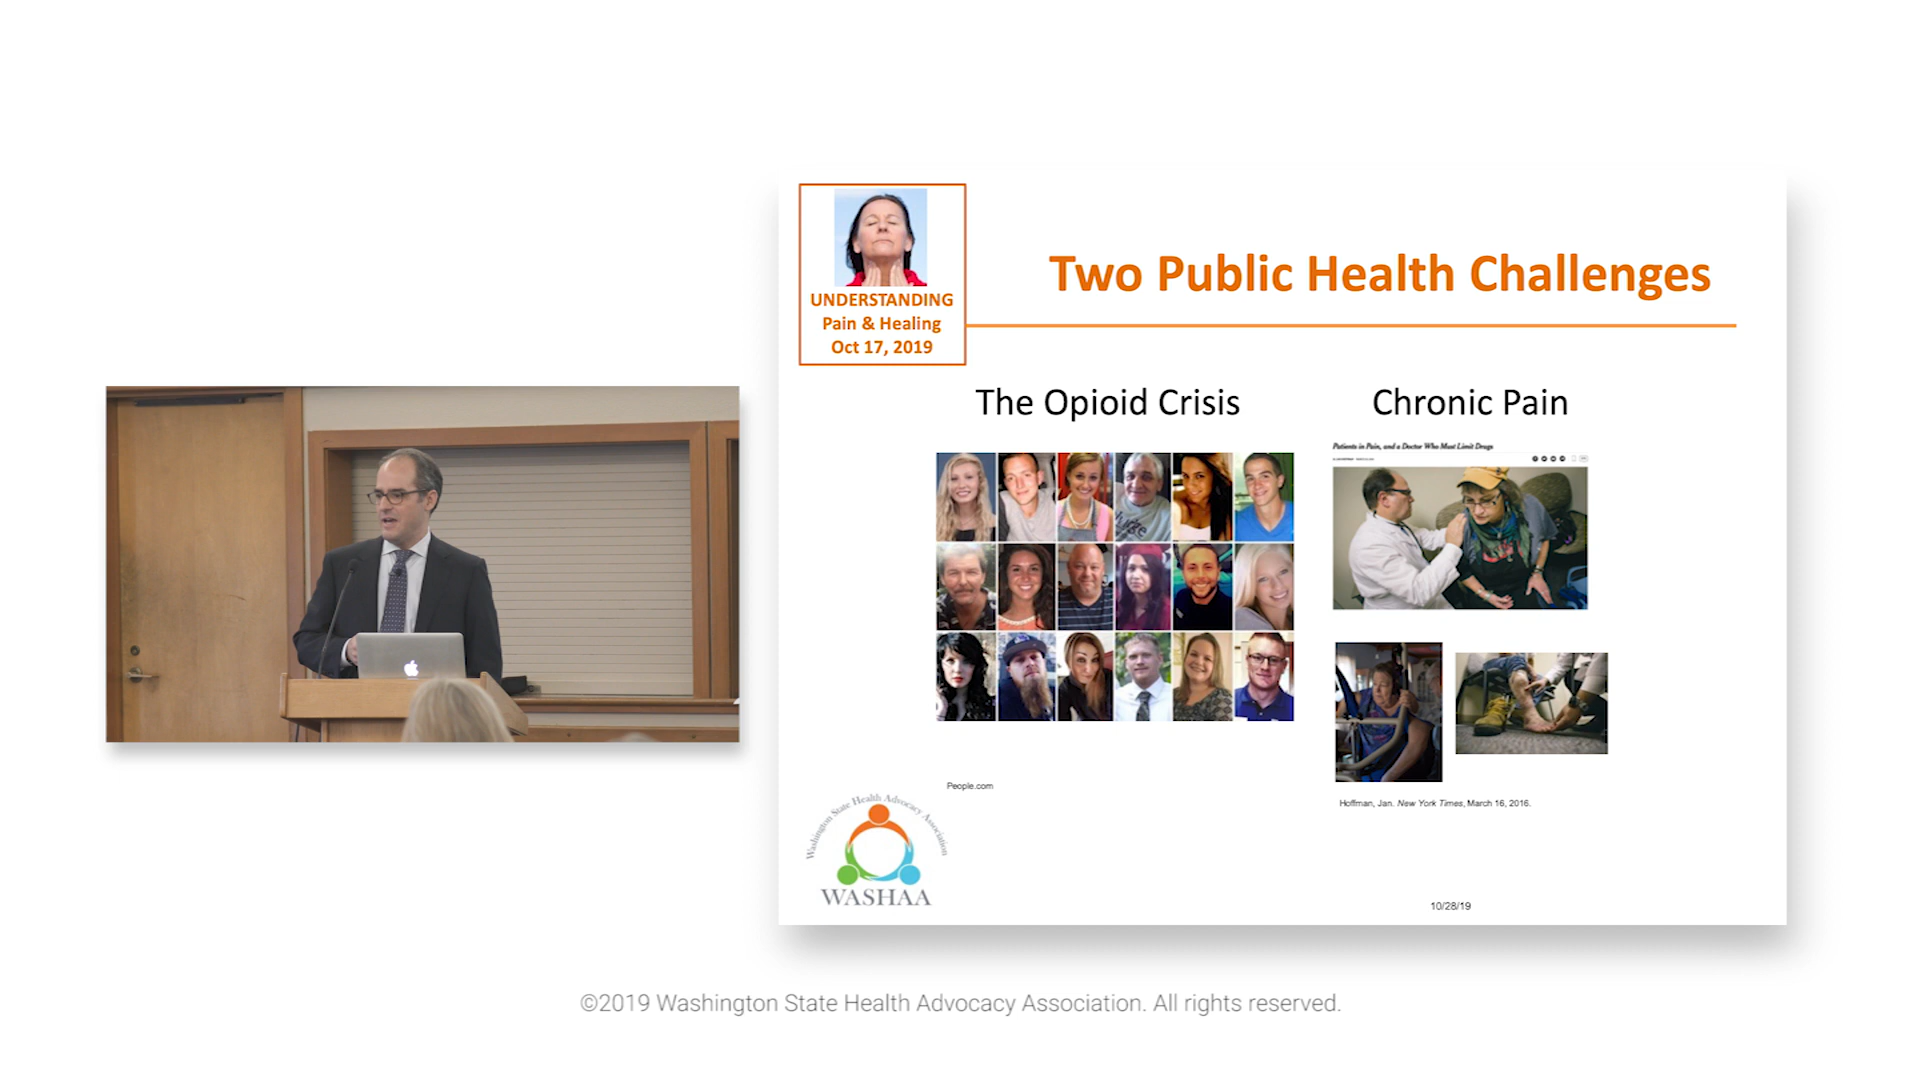 UNDERSTANDING
Pain & Healing
Oct 17, 2019
Two Public Health Challenges
The Opioid Crisis
Chronic Pain
Patients in Pain, and a Doctor Who Must Limit Drugs
People.com
Hoffman, Jan. New York Times, March 16, 2016.
Washington State Health Advocacy Association
WASHAA
10/28/19
©2019 Washington State Health Advocacy Association. All rights reserved.